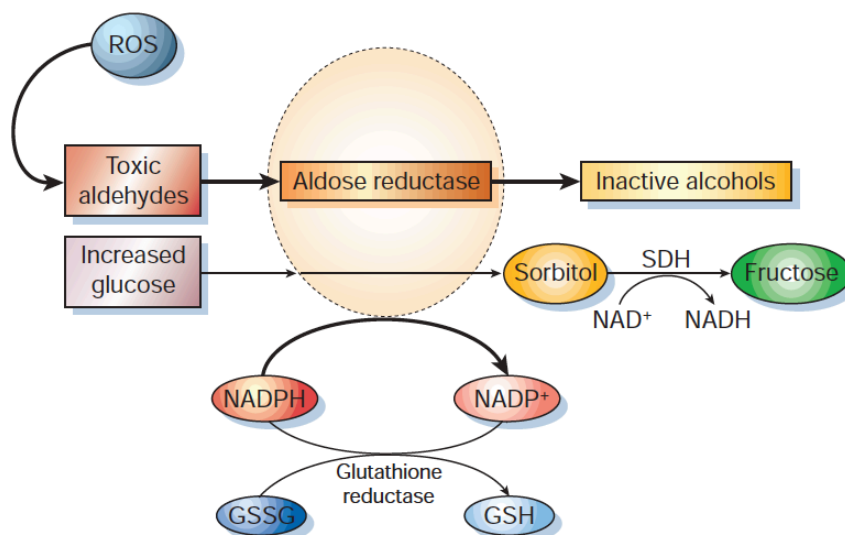 ROS
Toxic
aldehydes
Aldose reductase
Inactive alcohols
Increased
glucose
Sorbitol
SDH
Fructose
NAD⁺
NADH
NADPH
NADP⁺
Glutathione
reductase
GSSG
GSH